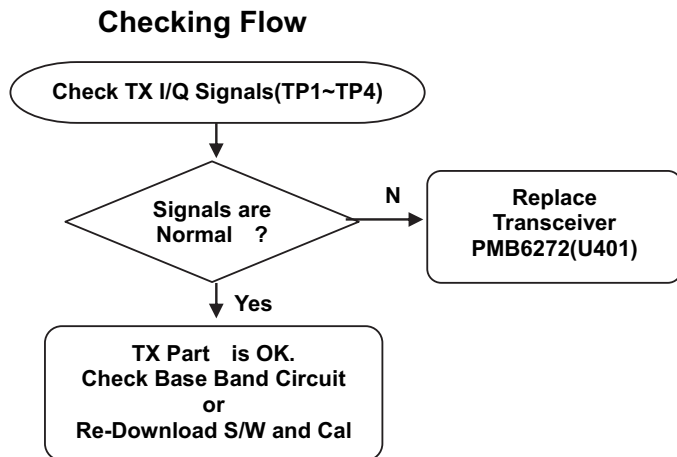 Checking Flow
Check TX I/Q Signals(TP1~TP4)
Signals are
Normal ?
N
Replace
Transceiver
PMB6272(U401)
Yes
TX Part is OK.
Check Base Band Circuit
or
Re-Download S/W and Cal